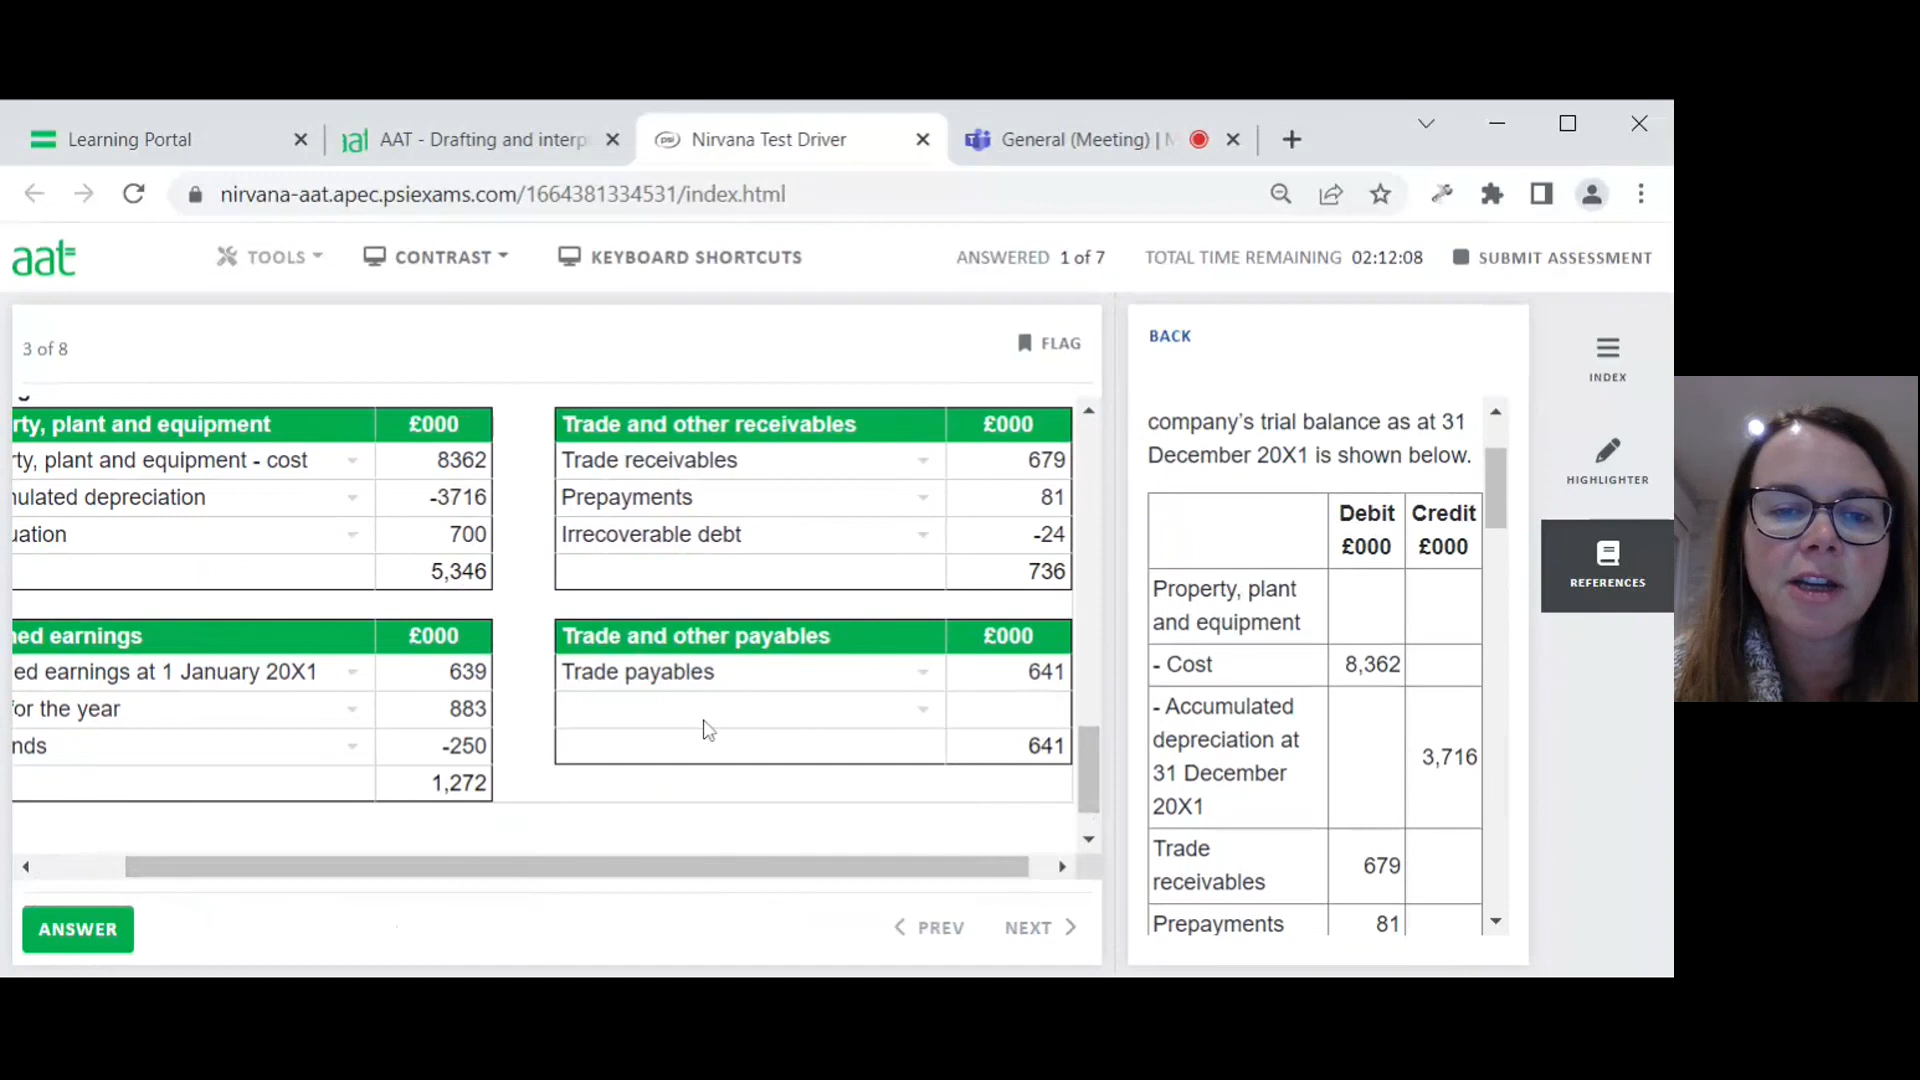 Learning Portal
AAT - Drafting and interp
Nirvana Test Driver
General (Meeting) |
nirvana-aat.apec.psiexams.com/1664381334531/index.html
aat
TOOLS
CONTRAST
KEYBOARD SHORTCUTS
ANSWERED 1 of 7
TOTAL TIME REMAINING 02:12:08
SUBMIT ASSESSMENT
3 of 8
FLAG
rty, plant and equipment £000
rty, plant and equipment - cost 8362
nulated depreciation -3716
uation 700
5,346
Trade and other receivables £000
Trade receivables 679
Prepayments 81
Irrecoverable debt -24
736
ned earnings £000
ed earnings at 1 January 20X1 639
for the year 883
nds -250
1,272
Trade and other payables £000
Trade payables 641
641
ANSWER
PREV
NEXT
BACK
company's trial balance as at 31
December 20X1 is shown below.
Debit Credit
£000 £000
Property, plant
and equipment
- Cost 8,362
- Accumulated
depreciation at
31 December
20X1
3,716
Trade
receivables
679
Prepayments 81
INDEX
HIGHLIGHTER
REFERENCES